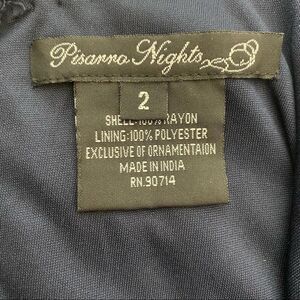 Pisarro Nights
2
SHELL:100% RAYON
LINING:100% POLYESTER
EXCLUSIVE OF ORNAMENTAION
MADE IN INDIA
RN.90714